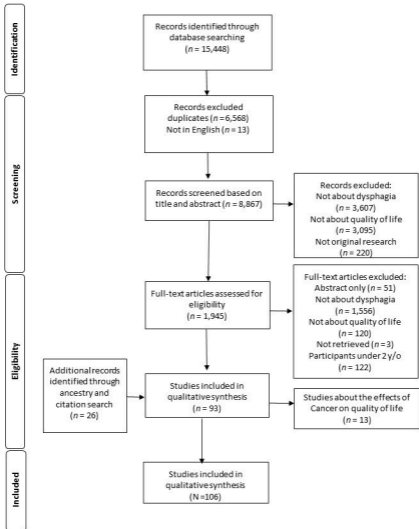 Identification
Records identified through
database searching
(n = 15,448)
Screening
Records excluded
duplicates (n = 6,568)
Not in English (n = 13)
Records screened based on
title and abstract (n = 8,867)
Records excluded:
Not about dysphagia
(n = 3,607)
Not about quality of life
(n = 3,095)
Not original research
(n = 220)
Eligibility
Full-text articles assessed for
eligibility
(n = 1,945)
Full-text articles excluded:
Abstract only (n = 51)
Not about dysphagia
(n = 1,556)
Not about quality of life
(n = 120)
Not retrieved (n = 3)
Participants under 2 y/o
(n = 122)
Additional records
identified through
ancestry and
citation search
(n = 26)
Studies included in
qualitative synthesis
(n = 93)
Studies about the effects of
Cancer on quality of life
(n = 13)
Included
Studies included in
qualitative synthesis
(N =106)